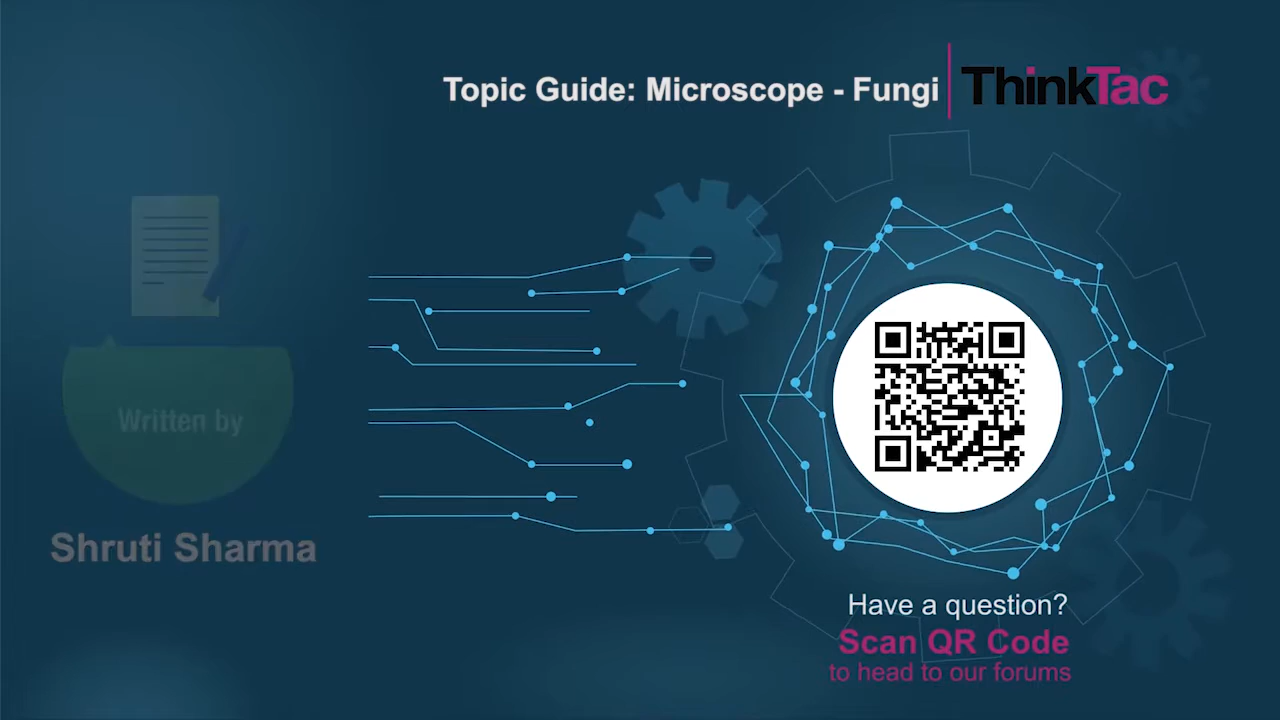 Topic Guide: Microscope - Fungi
ThinkTac
Written by
Shruti Sharma
Have a question?
Scan QR Code
to head to our forums